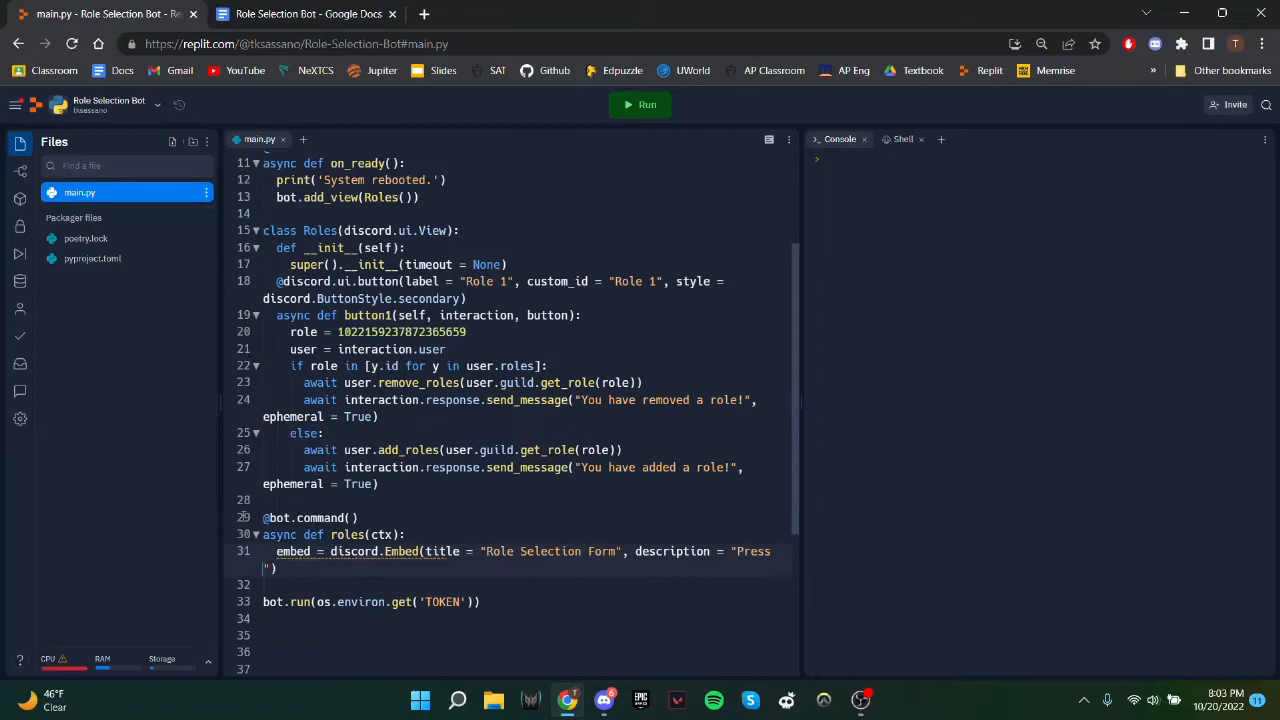 main.py - Role Selection Bot - Re
Role Selection Bot - Google Docs
https://replit.com/@tksassano/Role-Selection-Bot#main.py
T
Classroom
Docs
Gmail
YouTube
NeXTCS
Jupiter
Slides
SAT
Github
Edpuzzle
UWorld
AP Classroom
AP Eng
Textbook
Replit
Memrise
»
Other bookmarks
Role Selection Bot
tksassano
Run
Invite
Files
Find a file
main.py
Packager files
poetry.lock
pyproject.toml
CPU
RAM
Storage
main.py
11 async def on_ready():
12 print('System rebooted.')
13 bot.add_view(Roles())
14
15 class Roles(discord.ui.View):
16 def __init__(self):
17 super().__init__(timeout = None)
18 @discord.ui.button(label = "Role 1", custom_id = "Role 1", style =
discord.ButtonStyle.secondary)
19 async def button1(self, interaction, button):
20 role = 1022159237872365659
21 user = interaction.user
22 if role in [y.id for y in user.roles]:
23 await user.remove_roles(user.guild.get_role(role))
24 await interaction.response.send_message("You have removed a role!",
ephemeral = True)
25 else:
26 await user.add_roles(user.guild.get_role(role))
27 await interaction.response.send_message("You have added a role!",
ephemeral = True)
28
29 @bot.command()
30 async def roles(ctx):
31 embed = discord.Embed(title = "Role Selection Form", description = "Press
")
32
33 bot.run(os.environ.get('TOKEN'))
34
35
36
37
Console
Shell
>
46°F
Clear
6
8:03 PM
10/20/2022
11